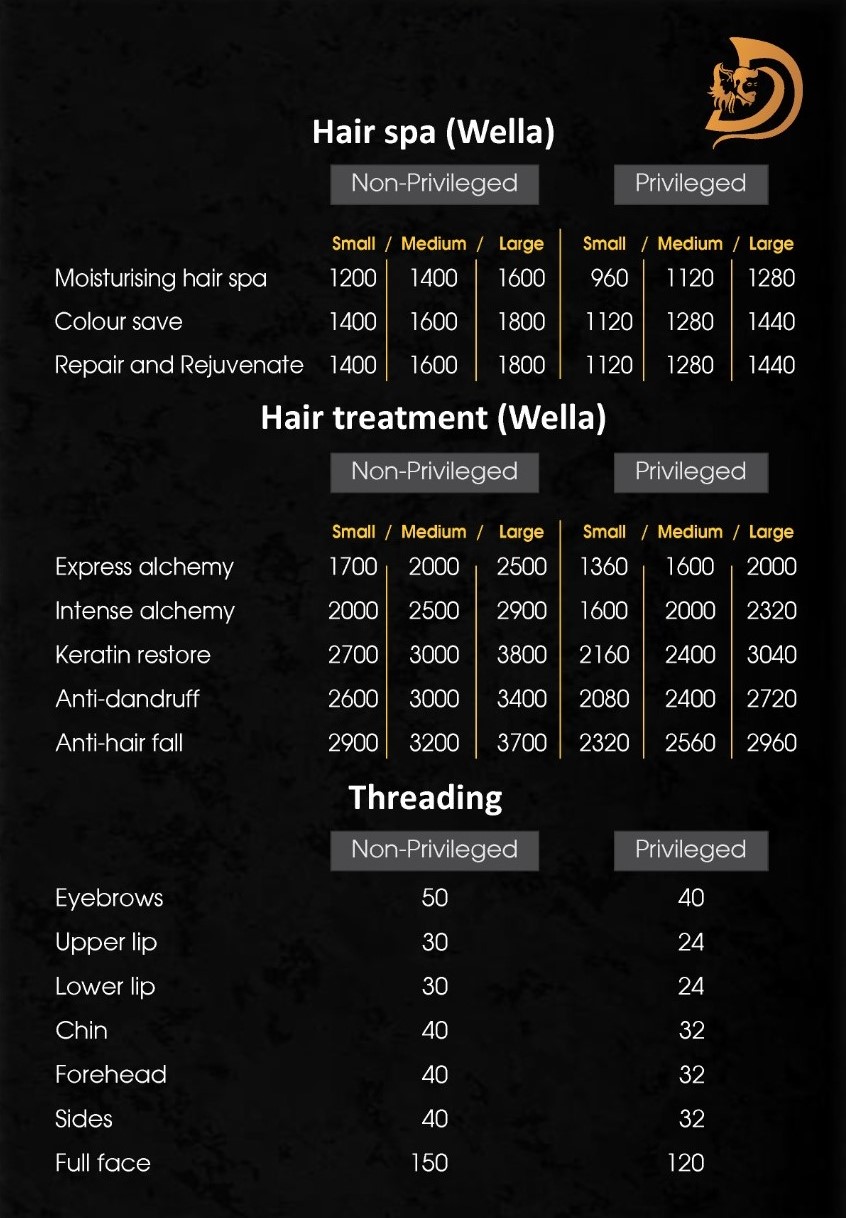 Hair spa (Wella)
Non-Privileged Privileged
Small / Medium / Large Small / Medium / Large
Moisturising hair spa 1200 1400 1600 960 1120 1280
Colour save 1400 1600 1800 1120 1280 1440
Repair and Rejuvenate 1400 1600 1800 1120 1280 1440
Hair treatment (Wella)
Non-Privileged Privileged
Small / Medium / Large Small / Medium / Large
Express alchemy 1700 2000 2500 1360 1600 2000
Intense alchemy 2000 2500 2900 1600 2000 2320
Keratin restore 2700 3000 3800 2160 2400 3040
Anti-dandruff 2600 3000 3400 2080 2400 2720
Anti-hair fall 2900 3200 3700 2320 2560 2960
Threading
Non-Privileged Privileged
Eyebrows 50 40
Upper lip 30 24
Lower lip 30 24
Chin 40 32
Forehead 40 32
Sides 40 32
Full face 150 120